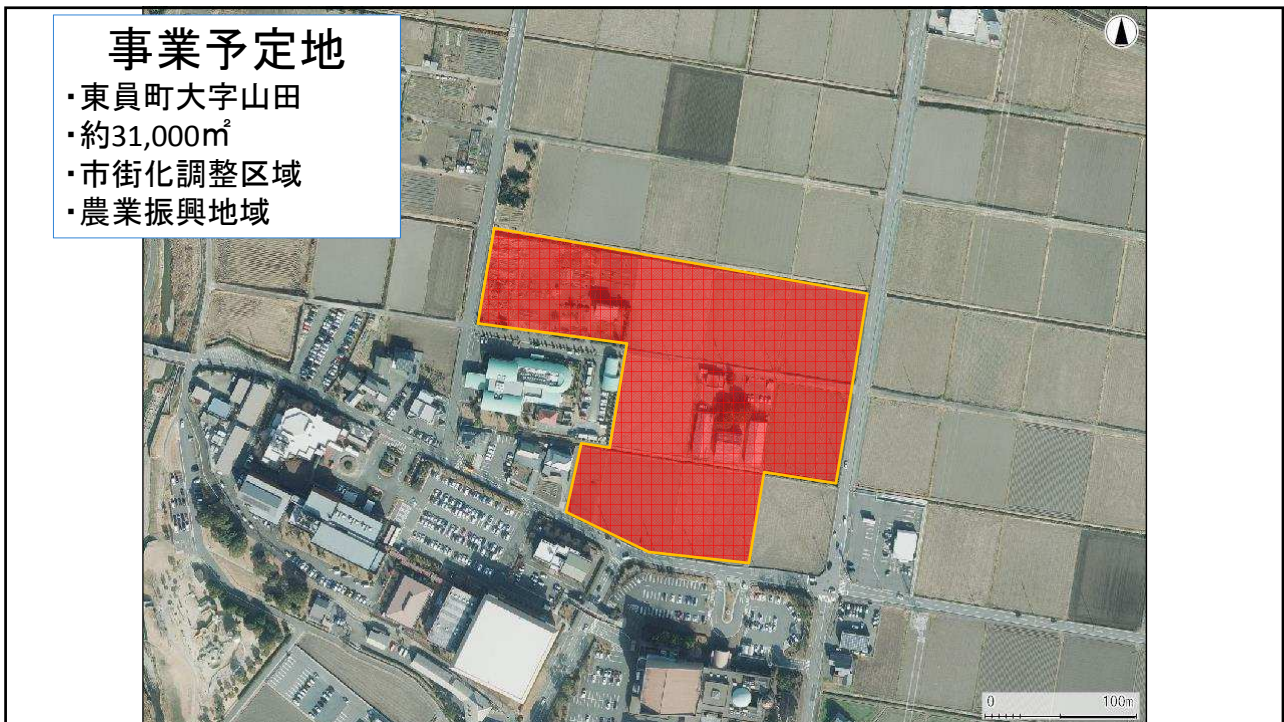 事業予定地
・東員町大字山田
・約31,000㎡
・市街化調整区域
・農業振興地域
0 100m